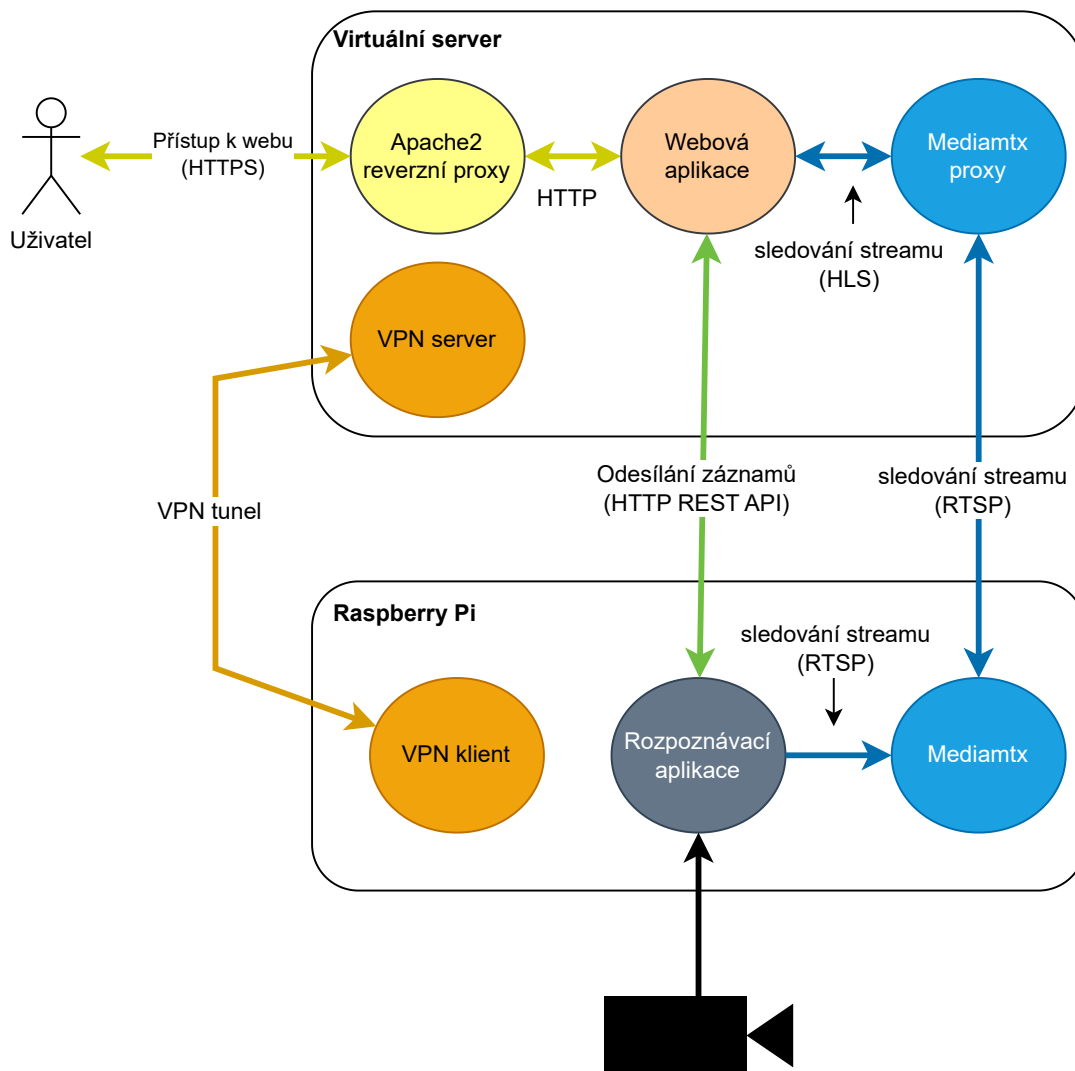 Virtuální server
Přístup k webu
(HTTPS)
Uživatel
Apache2
reverzní proxy
HTTP
Webová
aplikace
Mediamtx
proxy
sledování streamu
(HLS)
VPN server
VPN tunel
Odesílání záznamů
(HTTP REST API)
sledování streamu
(RTSP)
Raspberry Pi
sledování streamu
(RTSP)
VPN klient
Rozpoznávací
aplikace
Mediamtx